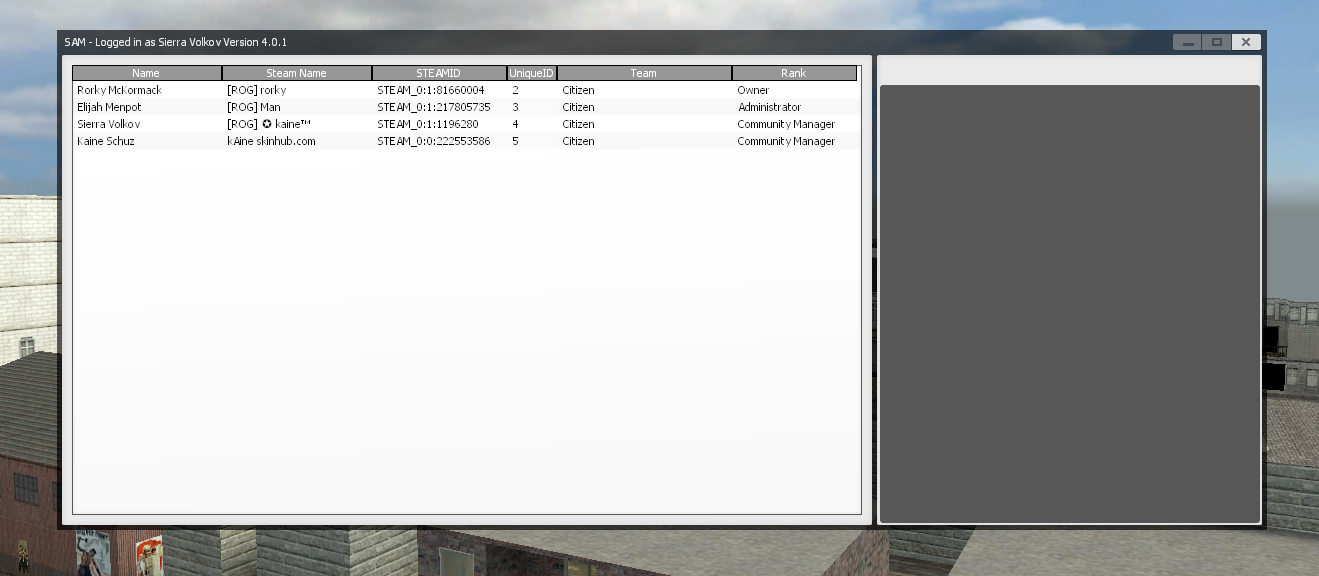 SAM - Logged in as Sierra Volkov Version 4.0.1
Name Steam Name STEAMID UniqueID Team Rank
Rorky McKormack [ROG] rorky STEAM_0:1:81660004 2 Citizen Owner
Elijah Menpot [ROG] Man STEAM_0:1:217805735 3 Citizen Administrator
Sierra Volkov [ROG] ✪ kaine™ STEAM_0:1:1196280 4 Citizen Community Manager
Kaine Schuz kAine skinhub.com STEAM_0:0:222553586 5 Citizen Community Manager